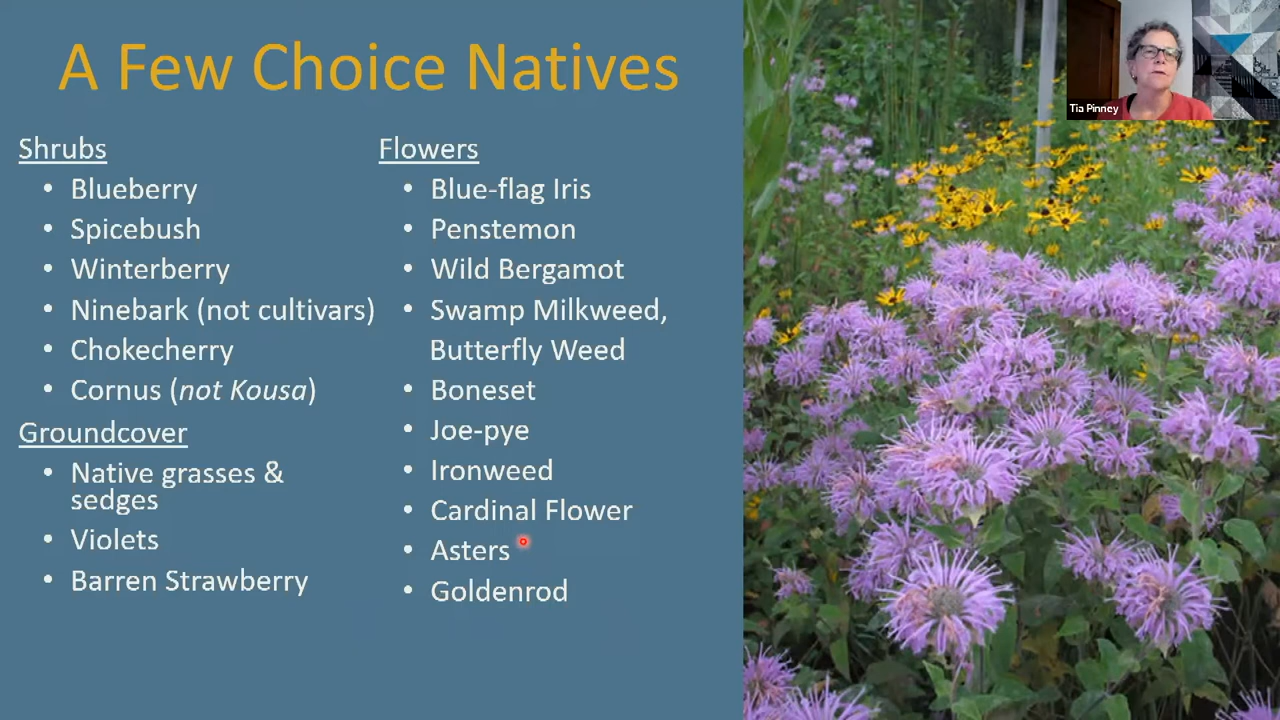 A Few Choice Natives
Shrubs
• Blueberry
• Spicebush
• Winterberry
• Ninebark (not cultivars)
• Chokecherry
• Cornus (not Kousa)
Groundcover
• Native grasses &
sedges
• Violets
• Barren Strawberry
Flowers
• Blue-flag Iris
• Penstemon
• Wild Bergamot
• Swamp Milkweed,
Butterfly Weed
• Boneset
• Joe-pye
• Ironweed
• Cardinal Flower
• Asters
• Goldenrod
Tia Pinney